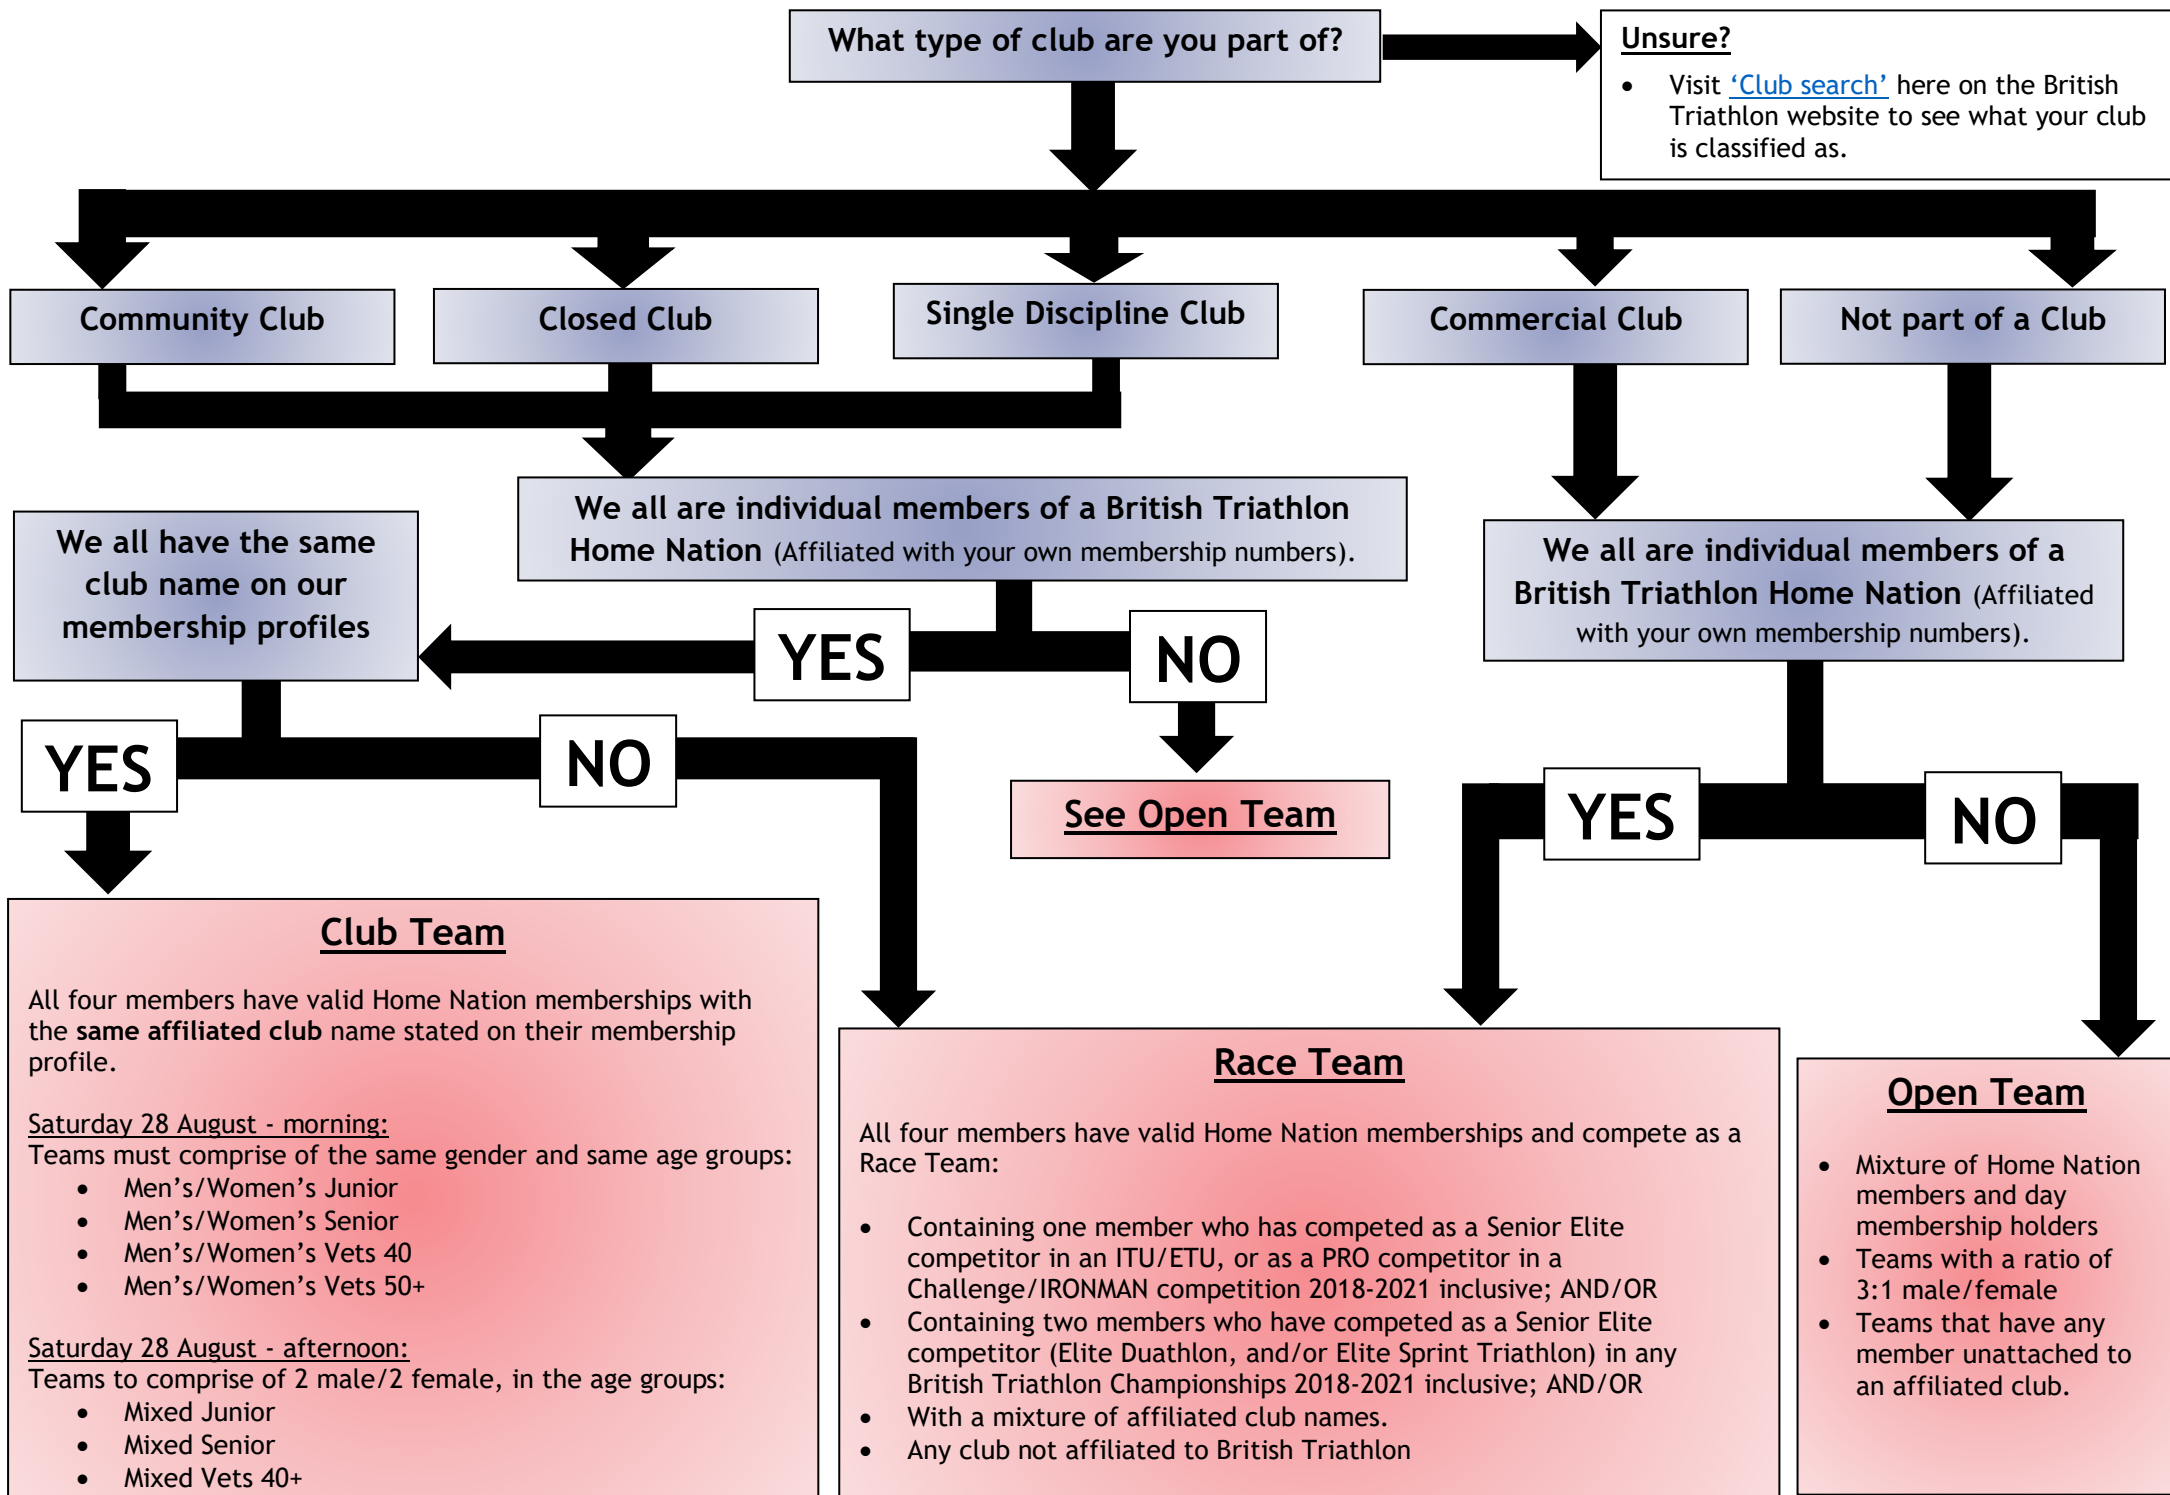 What type of club are you part of?
Unsure?
• Visit ‘Club search’ here on the British
Triathlon website to see what your club
is classified as.
Community Club
Closed Club
Single Discipline Club
Commercial Club
Not part of a Club
We all are individual members of a British Triathlon
Home Nation (Affiliated with your own membership numbers).
We all have the same
club name on our
membership profiles
We all are individual members of a
British Triathlon Home Nation (Affiliated
with your own membership numbers).
YES
NO
YES
NO
See Open Team
YES
NO
Club Team
All four members have valid Home Nation memberships with
the same affiliated club name stated on their membership
profile.
Saturday 28 August - morning:
Teams must comprise of the same gender and same age groups:
• Men’s/Women’s Junior
• Men’s/Women’s Senior
• Men’s/Women’s Vets 40
• Men’s/Women’s Vets 50+
Saturday 28 August - afternoon:
Teams to comprise of 2 male/2 female, in the age groups:
• Mixed Junior
• Mixed Senior
• Mixed Vets 40+
Race Team
All four members have valid Home Nation memberships and compete as a
Race Team:
• Containing one member who has competed as a Senior Elite
competitor in an ITU/ETU, or as a PRO competitor in a
Challenge/IRONMAN competition 2018-2021 inclusive; AND/OR
• Containing two members who have competed as a Senior Elite
competitor (Elite Duathlon, and/or Elite Sprint Triathlon) in any
British Triathlon Championships 2018-2021 inclusive; AND/OR
• With a mixture of affiliated club names.
• Any club not affiliated to British Triathlon
Open Team
• Mixture of Home Nation
members and day
membership holders
• Teams with a ratio of
3:1 male/female
• Teams that have any
member unattached to
an affiliated club.